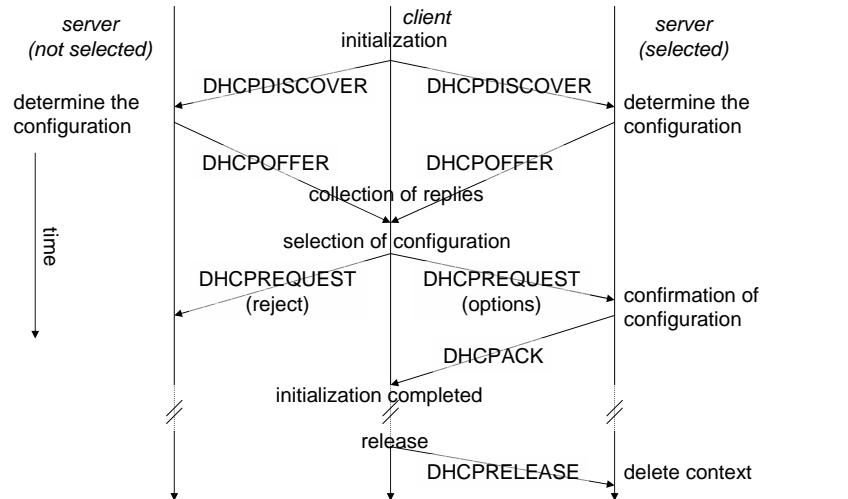 server
(not selected)
client
initialization
server
(selected)
DHCPDISCOVER
DHCPDISCOVER
determine the
configuration
determine the
configuration
DHCPOFFER
DHCPOFFER
collection of replies
time
selection of configuration
DHCPREQUEST
(reject)
DHCPREQUEST
(options)
confirmation of
configuration
DHCPACK
initialization completed
release
DHCPRELEASE
delete context